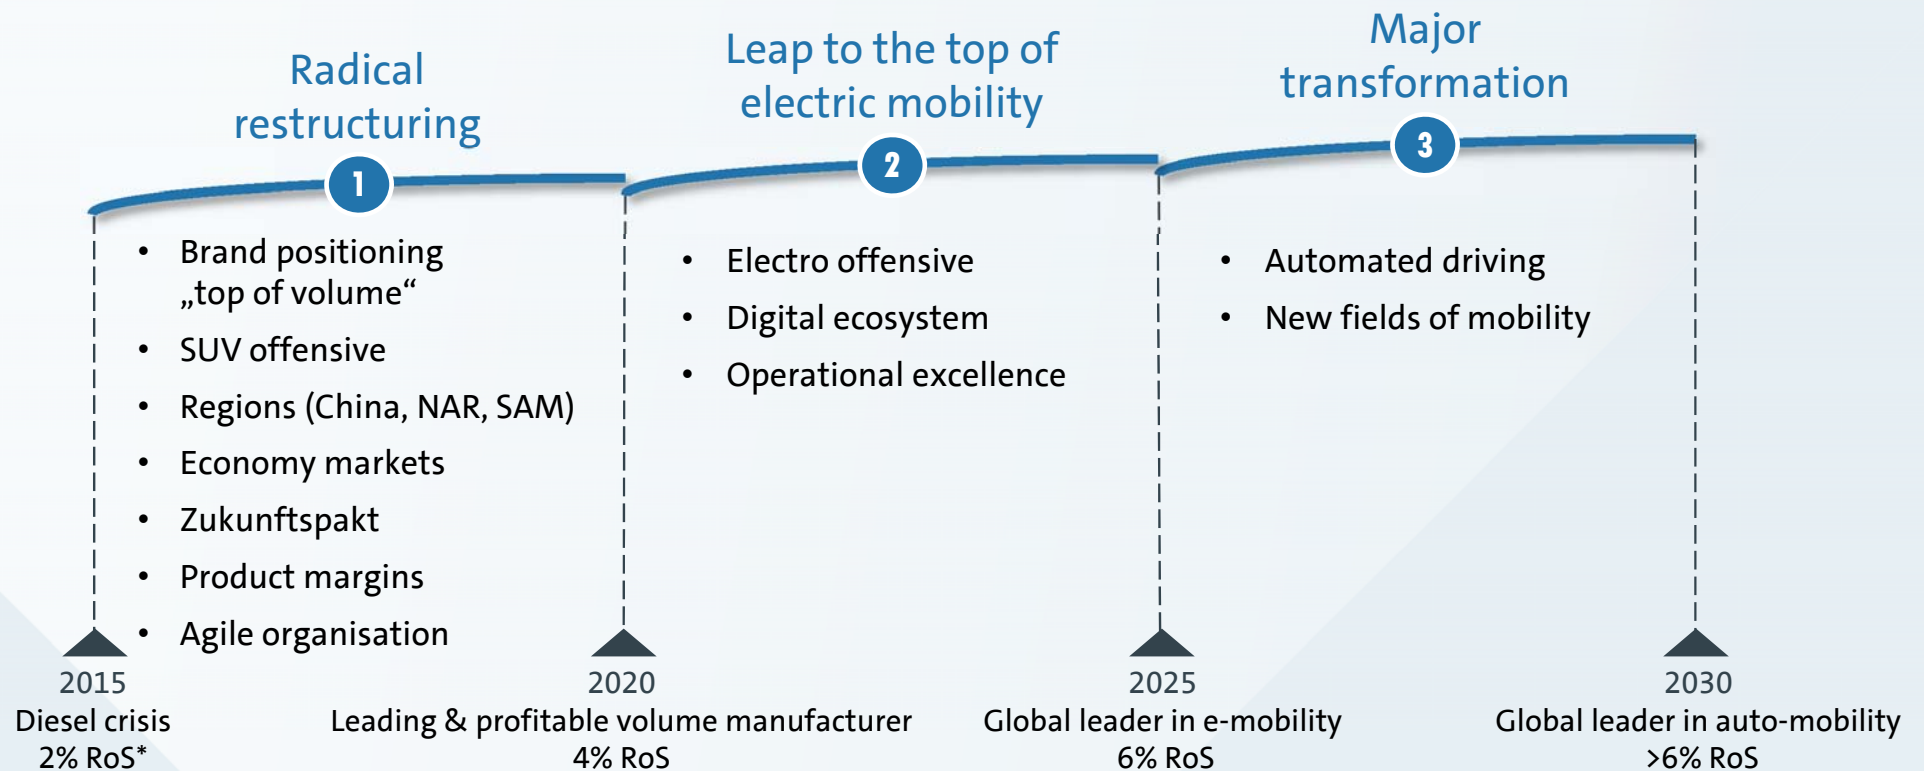 Radical
restructuring
1
Leap to the top of
electric mobility
2
Major
transformation
3
• Brand positioning
„top of volume“
• SUV offensive
• Regions (China, NAR, SAM)
• Economy markets
• Zukunftspakt
• Product margins
• Agile organisation
• Electro offensive
• Digital ecosystem
• Operational excellence
• Automated driving
• New fields of mobility
2015
Diesel crisis
2% RoS*
2020
Leading & profitable volume manufacturer
4% RoS
2025
Global leader in e-mobility
6% RoS
2030
Global leader in auto-mobility
>6% RoS